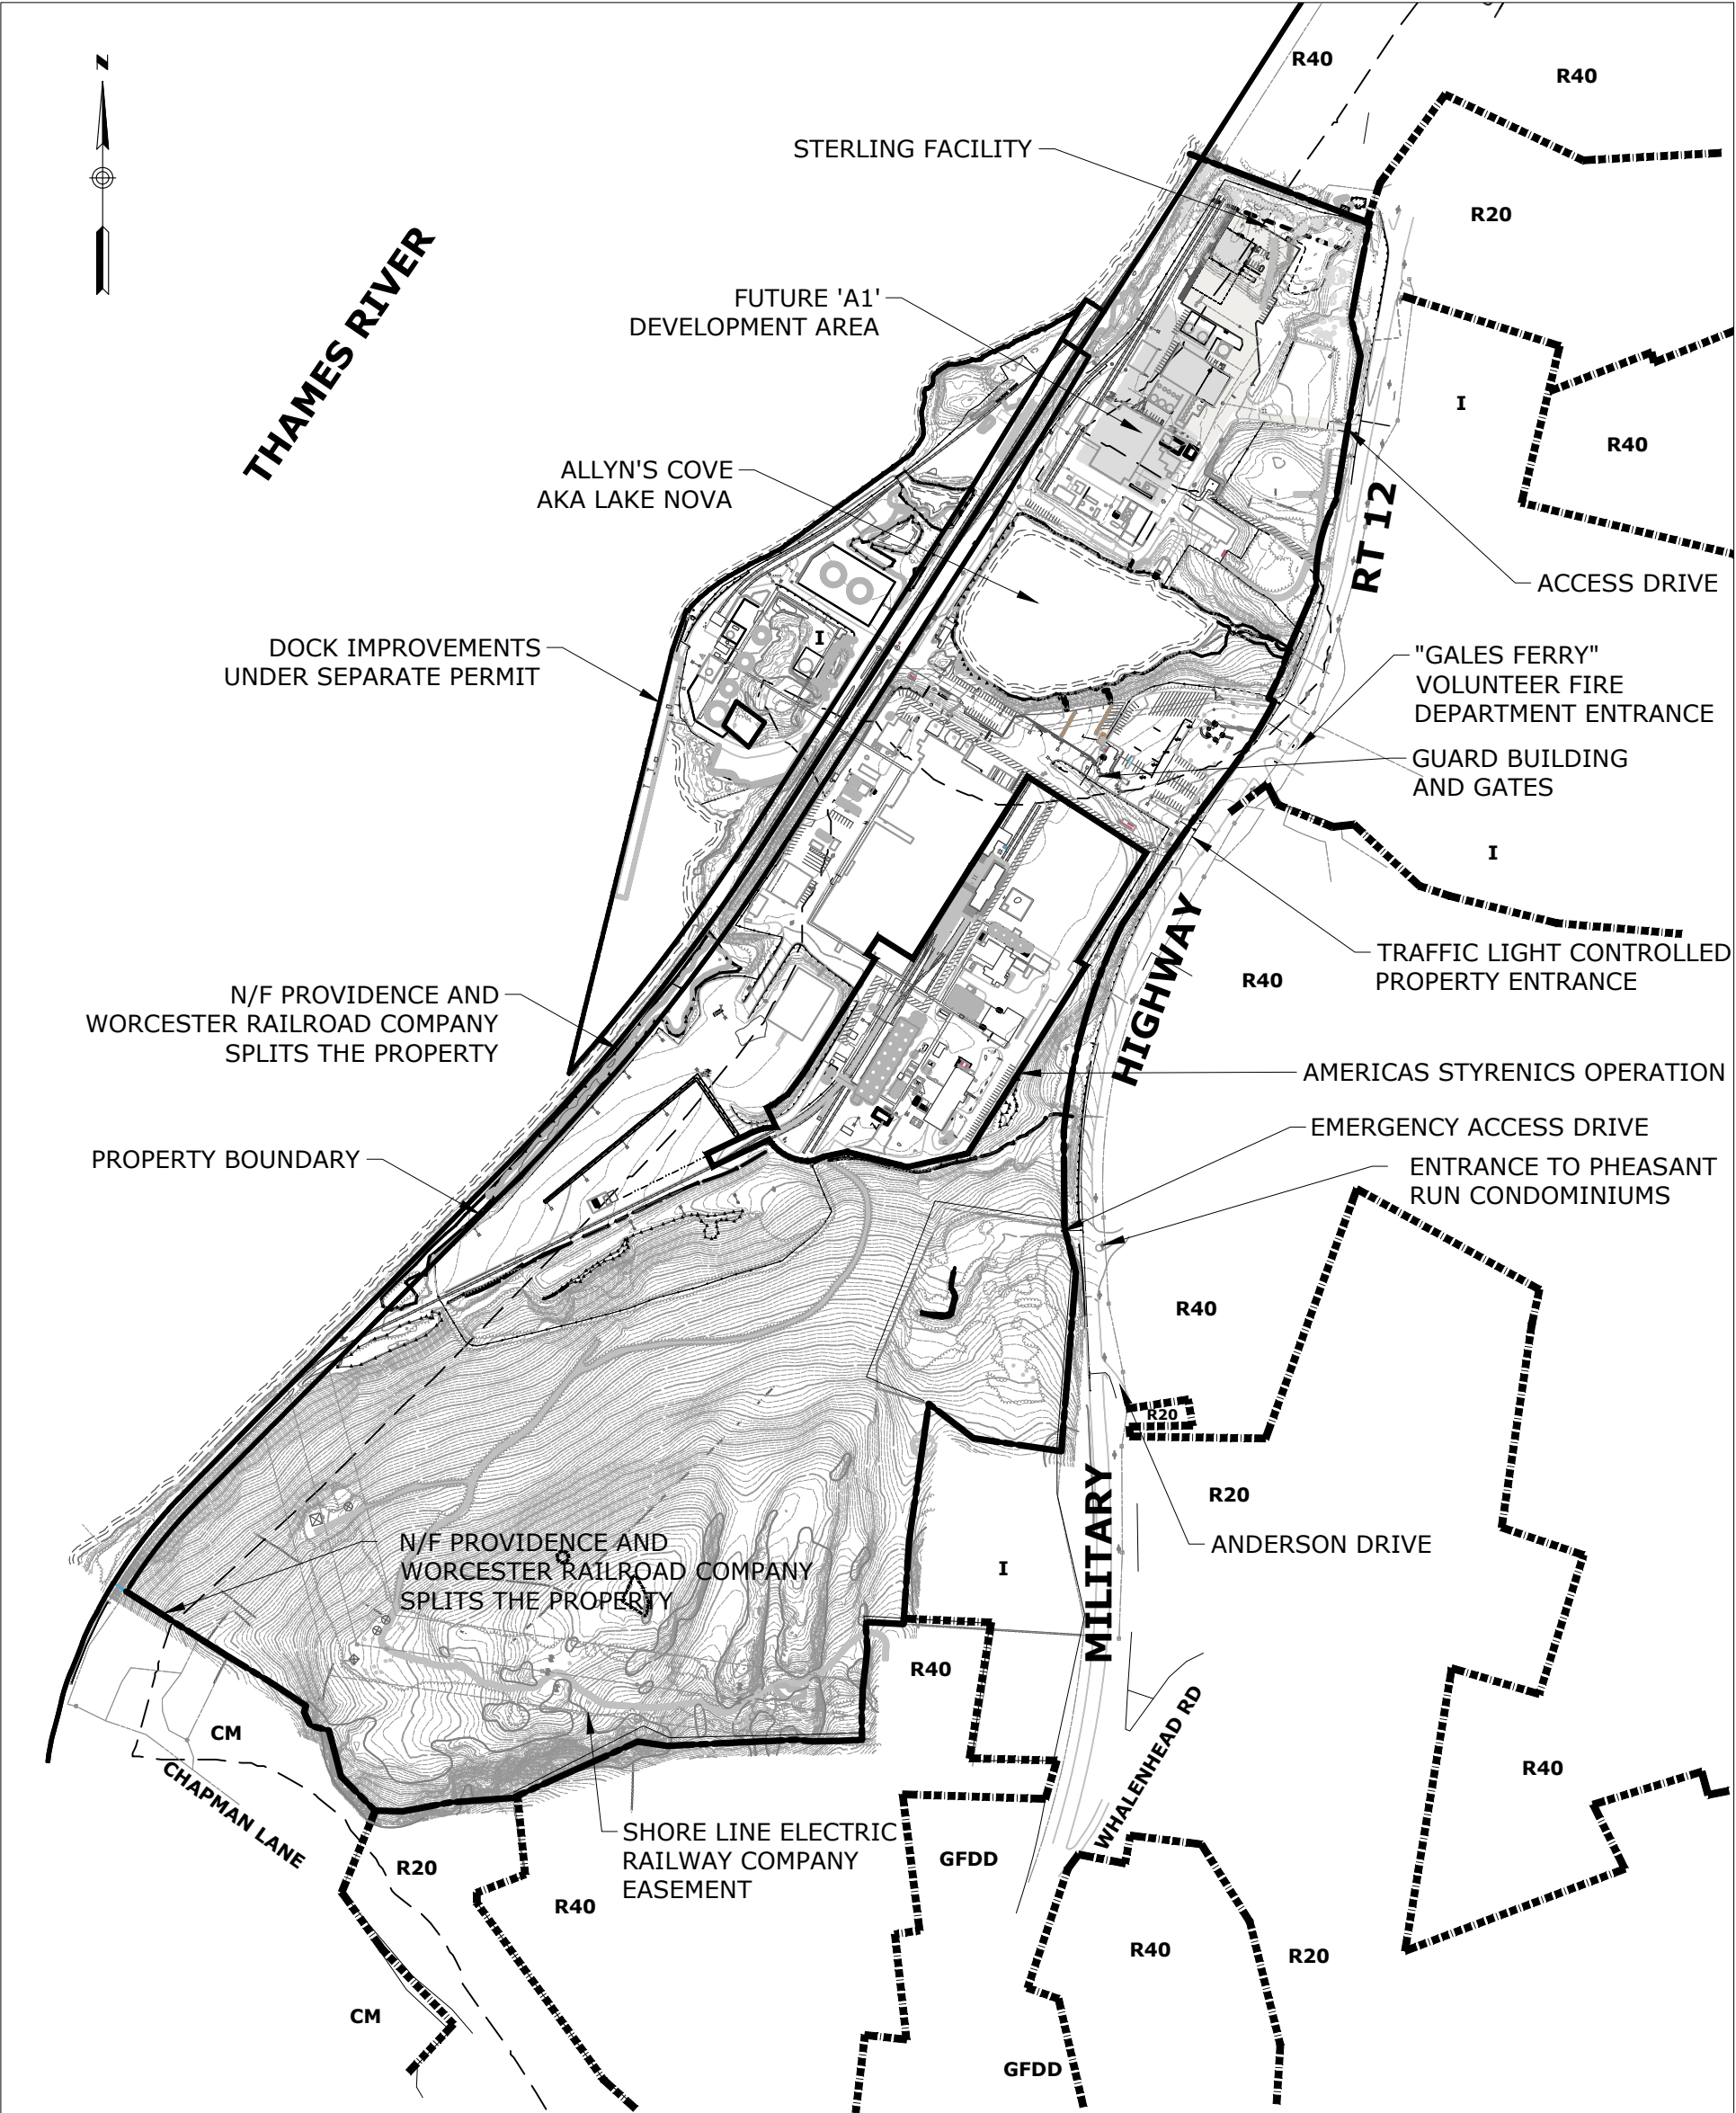 N
R40
R40
STERLING FACILITY
R20
THAMES RIVER
FUTURE 'A1'
DEVELOPMENT AREA
I
R40
ALLYN'S COVE
AKA LAKE NOVA
RT 12
ACCESS DRIVE
DOCK IMPROVEMENTS
UNDER SEPARATE PERMIT
I
"GALES FERRY"
VOLUNTEER FIRE
DEPARTMENT ENTRANCE
GUARD BUILDING
AND GATES
I
TRAFFIC LIGHT CONTROLLED
PROPERTY ENTRANCE
R40
HIGHWAY
N/F PROVIDENCE AND
WORCESTER RAILROAD COMPANY
SPLITS THE PROPERTY
AMERICAS STYRENICS OPERATION
EMERGENCY ACCESS DRIVE
PROPERTY BOUNDARY
ENTRANCE TO PHEASANT
RUN CONDOMINIUMS
R40
R20
R20
MILITARY
ANDERSON DRIVE
N/F PROVIDENCE AND
WORCESTER RAILROAD COMPANY
SPLITS THE PROPERTY
I
R40
WHALENHEAD RD
CM
CHAPMAN LANE
R40
SHORE LINE ELECTRIC
RAILWAY COMPANY
EASEMENT
R20
GFDD
R40
R40
R20
CM
GFDD